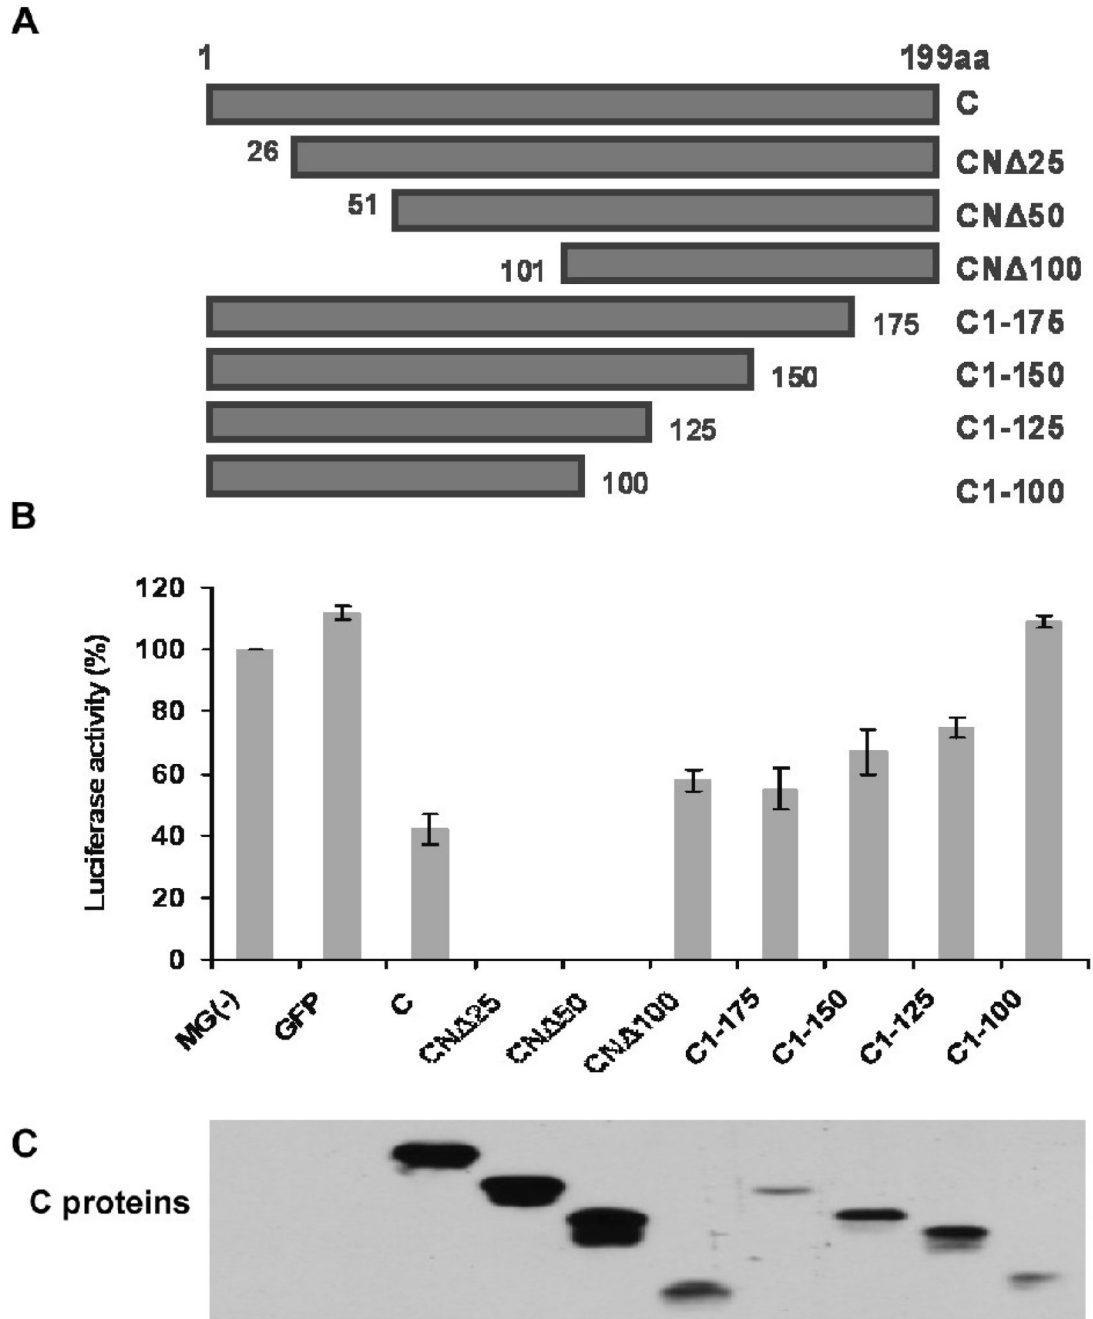 A
1 199aa
C
26 CNΔ25
51 CNΔ50
101 CNΔ100
175 C1-175
150 C1-150
125 C1-125
100 C1-100
B
Luciferase activity (%)
120
100
80
60
40
20
0
MG(-) GFP C CNΔ25 CNΔ50 CNΔ100 C1-175 C1-150 C1-125 C1-100
C
C proteins